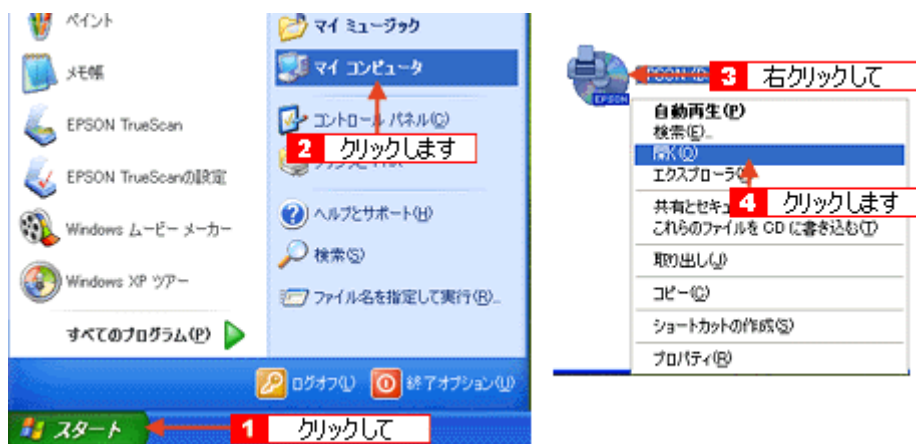 ペイント
メモ帳
EPSON TrueScan
EPSON TrueScanの設定
Windows ムービー メーカー
Windows XP ツアー
すべてのプログラム(P)
マイ ミュージック
マイ コンピュータ
コントロール パネル(C)
2 クリックします
ヘルプとサポート(H)
検索(S)
ファイル名を指定して実行(R)...
ログオフ(L)
終了オプション(U)
スタート
1 クリックして
EPSON
3 右クリックして
自動再生(P)
検索(E)...
開く(O)
エクスプローラ
4 クリックします
共有とセキュ
これらのファイルを CD に書き込む(T)
取り出し(J)
コピー(C)
ショートカットの作成(S)
プロパティ(R)